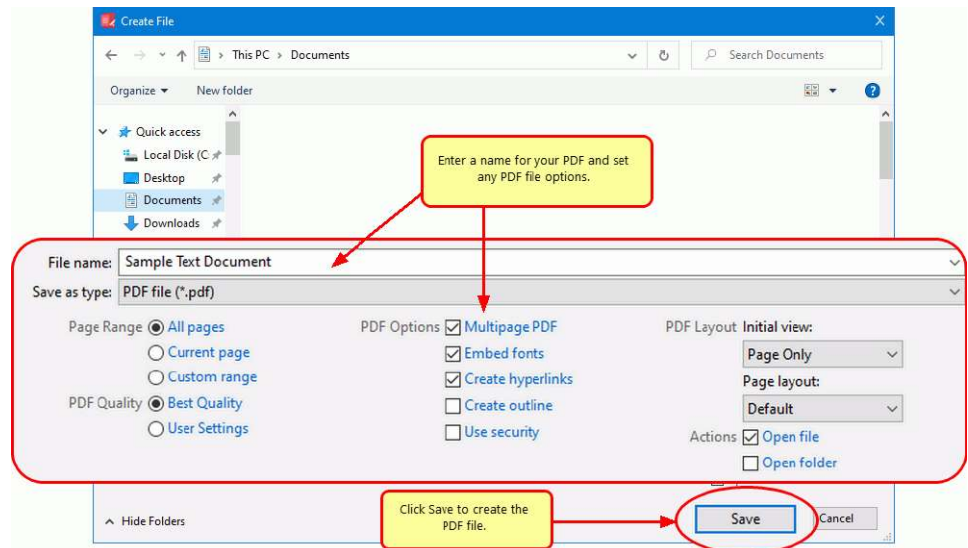 Create File
This PC > Documents
Search Documents
Organize
New folder
Quick access
Local Disk (C
Desktop
Documents
Downloads
Enter a name for your PDF and set
any PDF file options.
File name: Sample Text Document
Save as type: PDF file (*.pdf)
Page Range All pages
Current page
Custom range
PDF Quality Best Quality
User Settings
PDF Options Multipage PDF
Embed fonts
Create hyperlinks
Create outline
Use security
PDF Layout Initial view:
Page Only
Page layout:
Default
Actions Open file
Open folder
Hide Folders
Click Save to create the
PDF file.
Save
Cancel